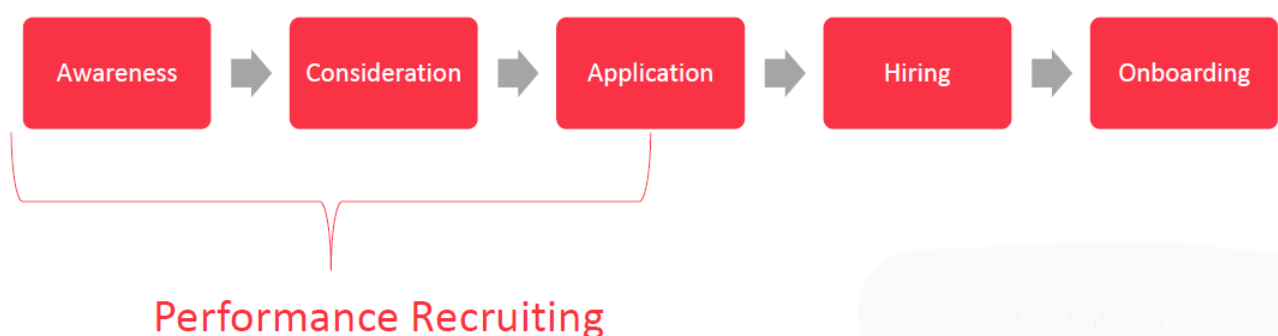 Awareness
Consideration
Application
Hiring
Onboarding
Performance Recruiting